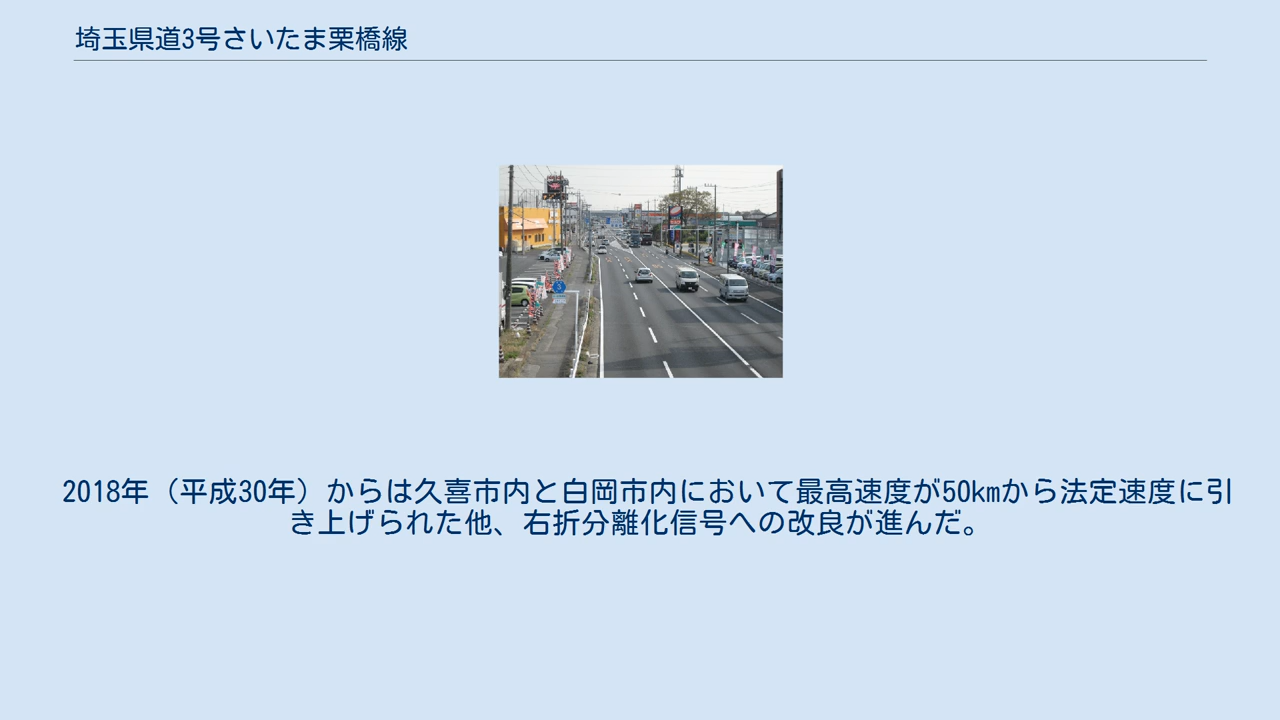 埼玉県道3号さいたま栗橋線
2018年（平成30年）からは久喜市内と白岡市内において最高速度が50kmから法定速度に引
き上げられた他、右折分離化信号への改良が進んだ。